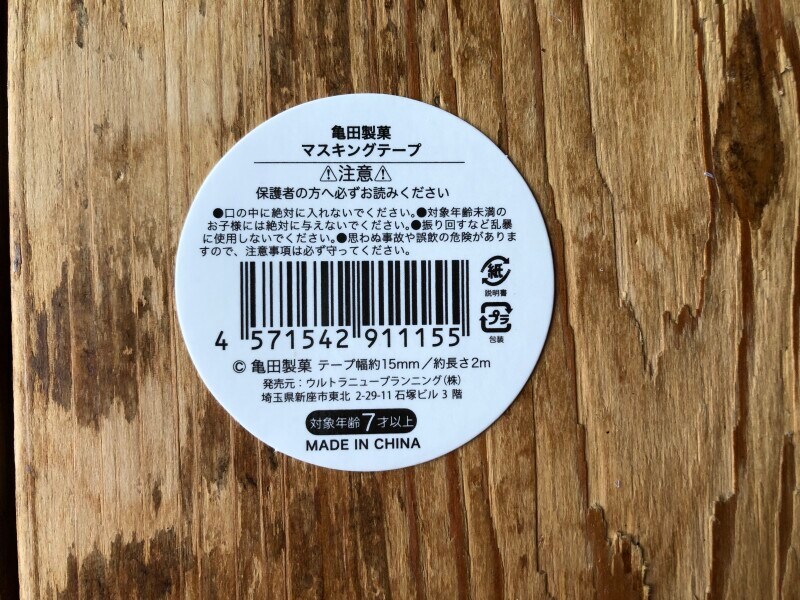 亀田製菓
マスキングテープ
⚠注意⚠
保護者の方へ必ずお読みください
●口の中に絶対に入れないでください。●対象年齢未満の
お子様には絶対に与えないでください。●振り回すなど乱暴
に使用しないでください。●思わぬ事故や誤飲の危険がありま
すので、注意事項は必ず守ってください。
紙
説明書
プラ
包装
4 571542 911155
© 亀田製菓 テープ幅約15mm/約長さ2m
発売元:ウルトラニュープランニング(株)
埼玉県新座市東北 2-29-11 石塚ビル 3 階
対象年齢7才以上
MADE IN CHINA